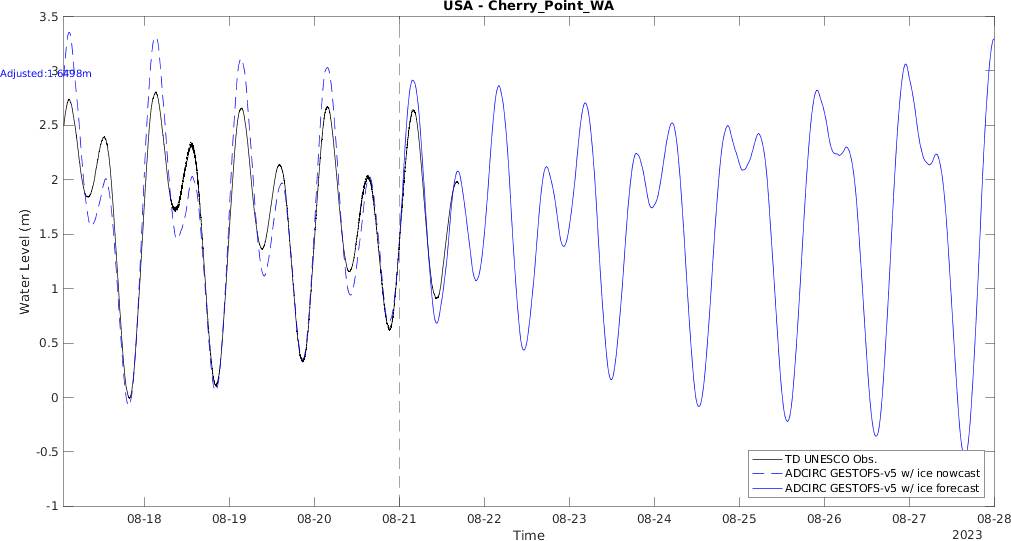 USA - Cherry_Point_WA
3.5
3
Adjusted:1.6498m
2.5
2
1.5
1
0.5
0
-0.5
-1
Water Level (m)
TD UNESCO Obs.
ADCIRC GESTOFS-v5 w/ ice nowcast
ADCIRC GESTOFS-v5 w/ ice forecast
08-18 08-19 08-20 08-21 08-22 08-23 08-24 08-25 08-26 08-27 08-28
Time
2023